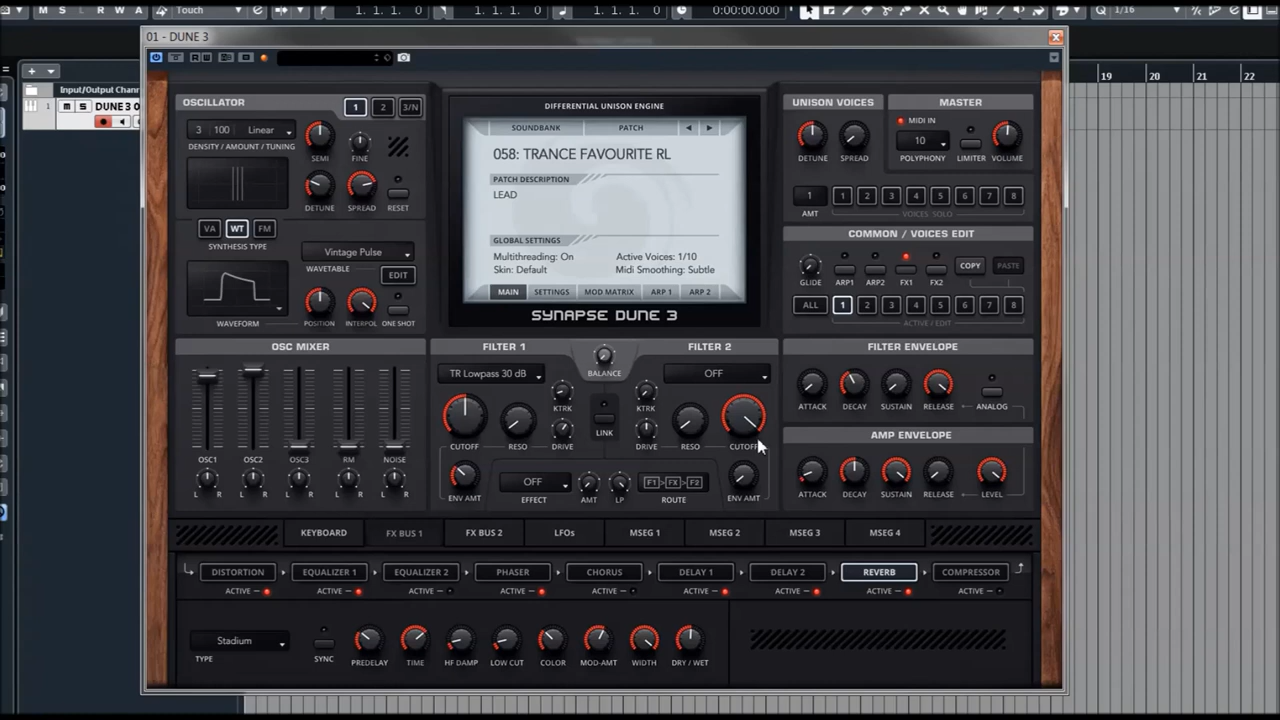 M S L R W A Touch 1. 1. 1. 0 1. 1. 1. 0 1. 1. 1. 0 0:00:00.000 1/16
01 - DUNE 3
19 20 21 22
Input/Output Chann
1 M S DUNE 3 0
R W
OSCILLATOR 1 2 3/N
3 100 Linear
DENSITY / AMOUNT / TUNING
SEMI FINE
DETUNE SPREAD RESET
VA WT FM
SYNTHESIS TYPE
Vintage Pulse
WAVETABLE EDIT
WAVEFORM POSITION INTERPOL ONE SHOT
DIFFERENTIAL UNISON ENGINE
SOUNDBANK PATCH
058: TRANCE FAVOURITE RL
PATCH DESCRIPTION
LEAD
GLOBAL SETTINGS
Multithreading: On Active Voices: 1/10
Skin: Default Midi Smoothing: Subtle
MAIN SETTINGS MOD MATRIX ARP 1 ARP 2
SYNAPSE DUNE 3
UNISON VOICES
DETUNE SPREAD
MASTER
MIDI IN
10
POLYPHONY LIMITER VOLUME
1 1 2 3 4 5 6 7 8
AMT VOICES SOLO
COMMON / VOICES EDIT
GLIDE ARP1 ARP2 FX1 FX2 COPY PASTE
ALL 1 2 3 4 5 6 7 8
ACTIVE / EDIT
OSC MIXER
OSC1 OSC2 OSC3 RM NOISE
L R L R L R L R L R
FILTER 1 FILTER 2
BALANCE
TR Lowpass 30 dB OFF
KTRK KTRK
LINK
CUTOFF RESO DRIVE DRIVE RESO CUTOFF
OFF F1 > FX > F2
ENV AMT EFFECT AMT LP ROUTE ENV AMT
FILTER ENVELOPE
ATTACK DECAY SUSTAIN RELEASE ANALOG
AMP ENVELOPE
ATTACK DECAY SUSTAIN RELEASE LEVEL
KEYBOARD FX BUS 1 FX BUS 2 LFOs MSEG 1 MSEG 2 MSEG 3 MSEG 4
DISTORTION EQUALIZER 1 EQUALIZER 2 PHASER CHORUS DELAY 1 DELAY 2 REVERB COMPRESSOR
ACTIVE ACTIVE ACTIVE ACTIVE ACTIVE ACTIVE ACTIVE ACTIVE ACTIVE
Stadium
TYPE SYNC PREDELAY TIME HF DAMP LOW CUT COLOR MOD-AMT WIDTH DRY / WET